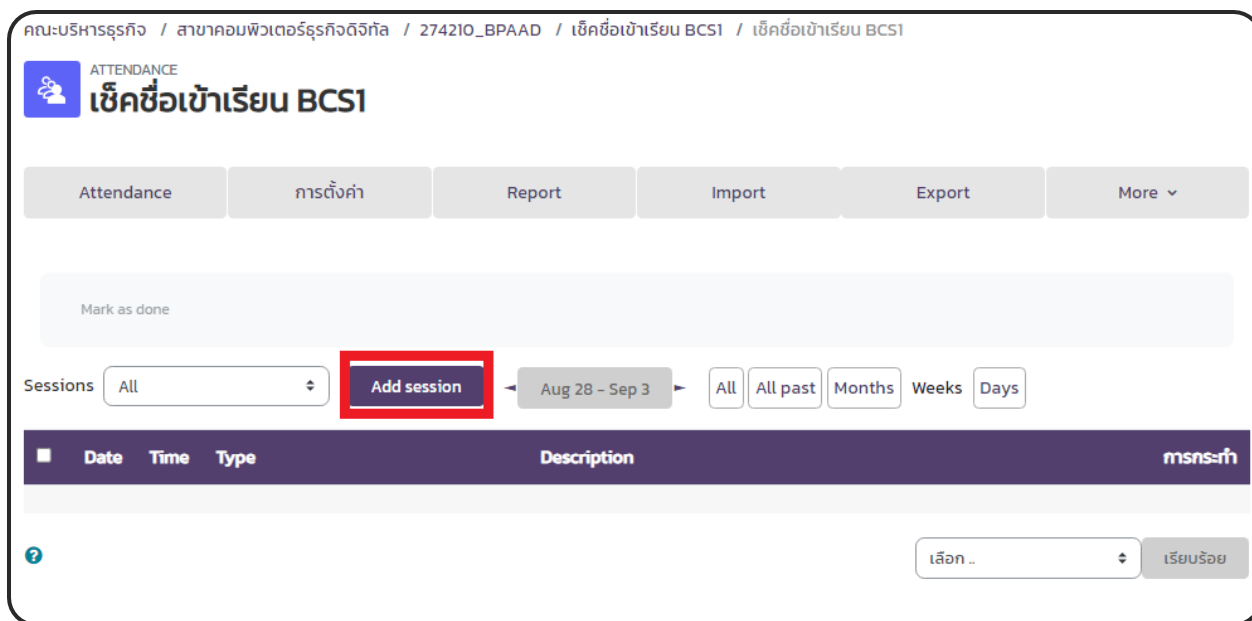 คณะบริหารธุรกิจ / สาขาคอมพิวเตอร์ธุรกิจดิจิทัล / 274210_BPAAD / เช็คชื่อเข้าเรียน BCS1 / เช็คชื่อเข้าเรียน BCS1
ATTENDANCE
เช็คชื่อเข้าเรียน BCS1
Attendance การตั้งค่า Report Import Export More
Mark as done
Sessions All Add session ◄ Aug 28 – Sep 3 ► All All past Months Weeks Days
Date Time Type Description การกระทำ
?
เลือก .. เรียบร้อย